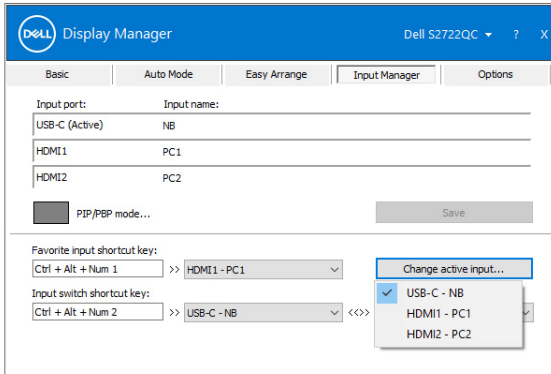 DELL Display Manager Dell S2722QC ? X
Basic Auto Mode Easy Arrange Input Manager Options
Input port: Input name:
USB-C (Active) NB
HDMI1 PC1
HDMI2 PC2
PIP/PBP mode... Save
Favorite input shortcut key:
Ctrl + Alt + Num 1 >> HDMI1 - PC1 Change active input...
Input switch shortcut key:
Ctrl + Alt + Num 2 >> USB-C - NB <<>>
USB-C - NB
HDMI1 - PC1
HDMI2 - PC2